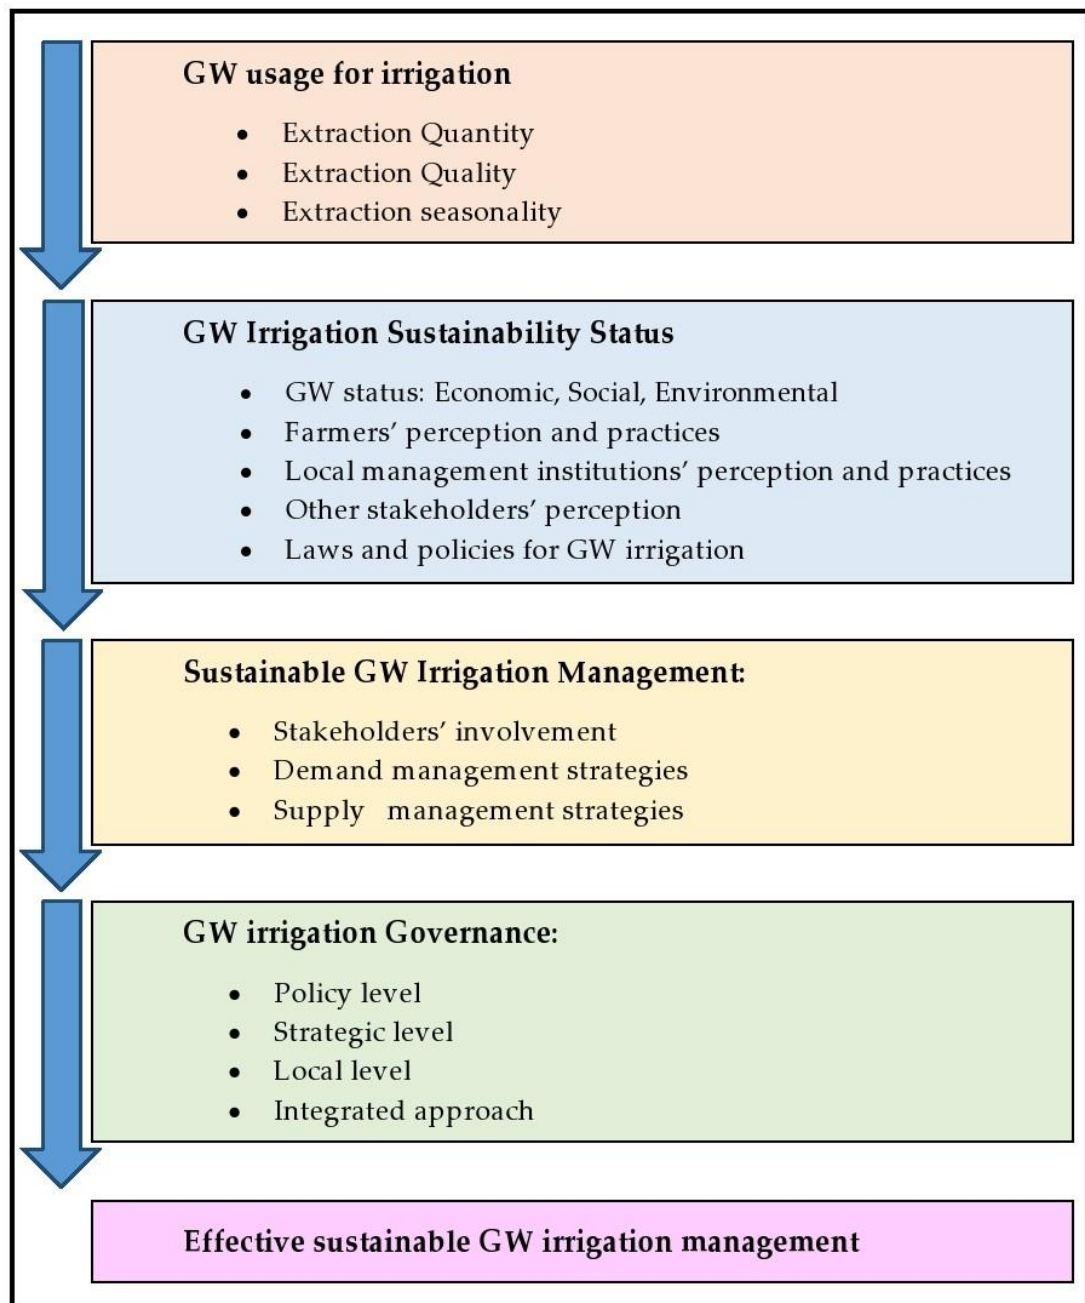 GW usage for irrigation
• Extraction Quantity
• Extraction Quality
• Extraction seasonality
GW Irrigation Sustainability Status
• GW status: Economic, Social, Environmental
• Farmers’ perception and practices
• Local management institutions’ perception and practices
• Other stakeholders’ perception
• Laws and policies for GW irrigation
Sustainable GW Irrigation Management:
• Stakeholders’ involvement
• Demand management strategies
• Supply management strategies
GW irrigation Governance:
• Policy level
• Strategic level
• Local level
• Integrated approach
Effective sustainable GW irrigation management